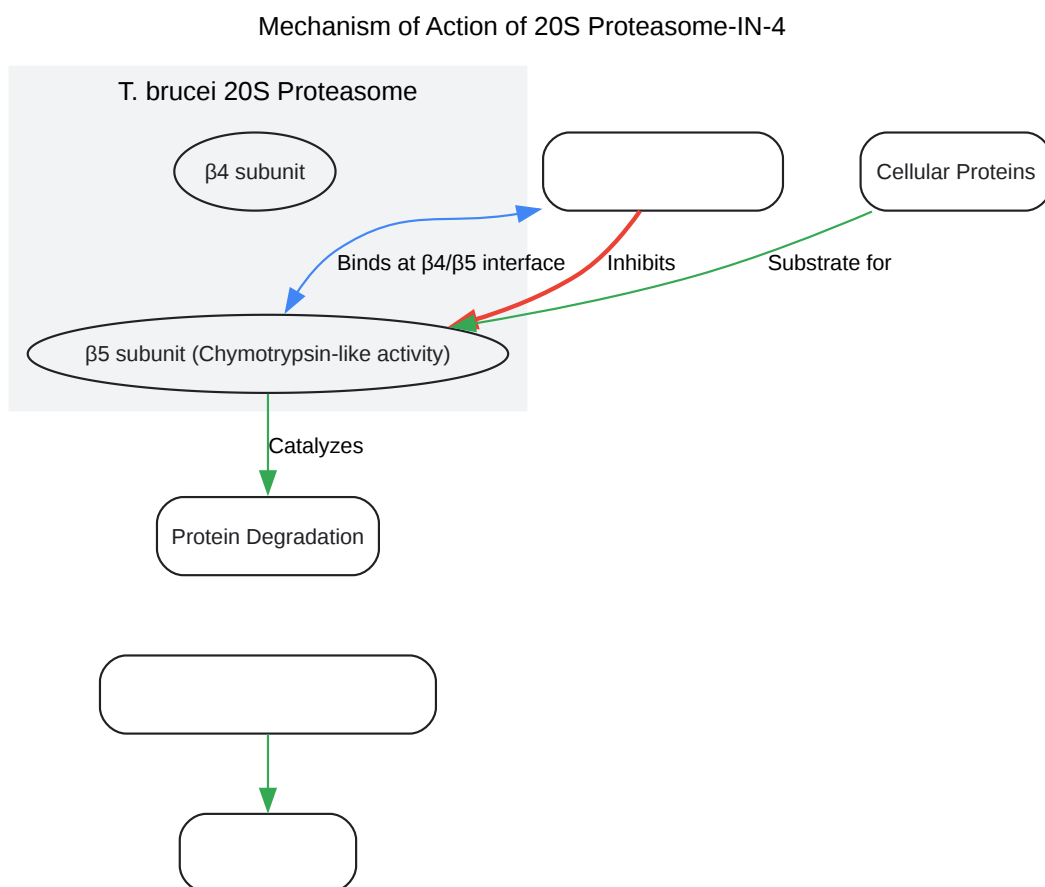 Mechanism of Action of 20S Proteasome-IN-4
T. brucei 20S Proteasome
β4 subunit
Cellular Proteins
Binds at β4/β5 interface
Inhibits
Substrate for
β5 subunit (Chymotrypsin-like activity)
Catalyzes
Protein Degradation